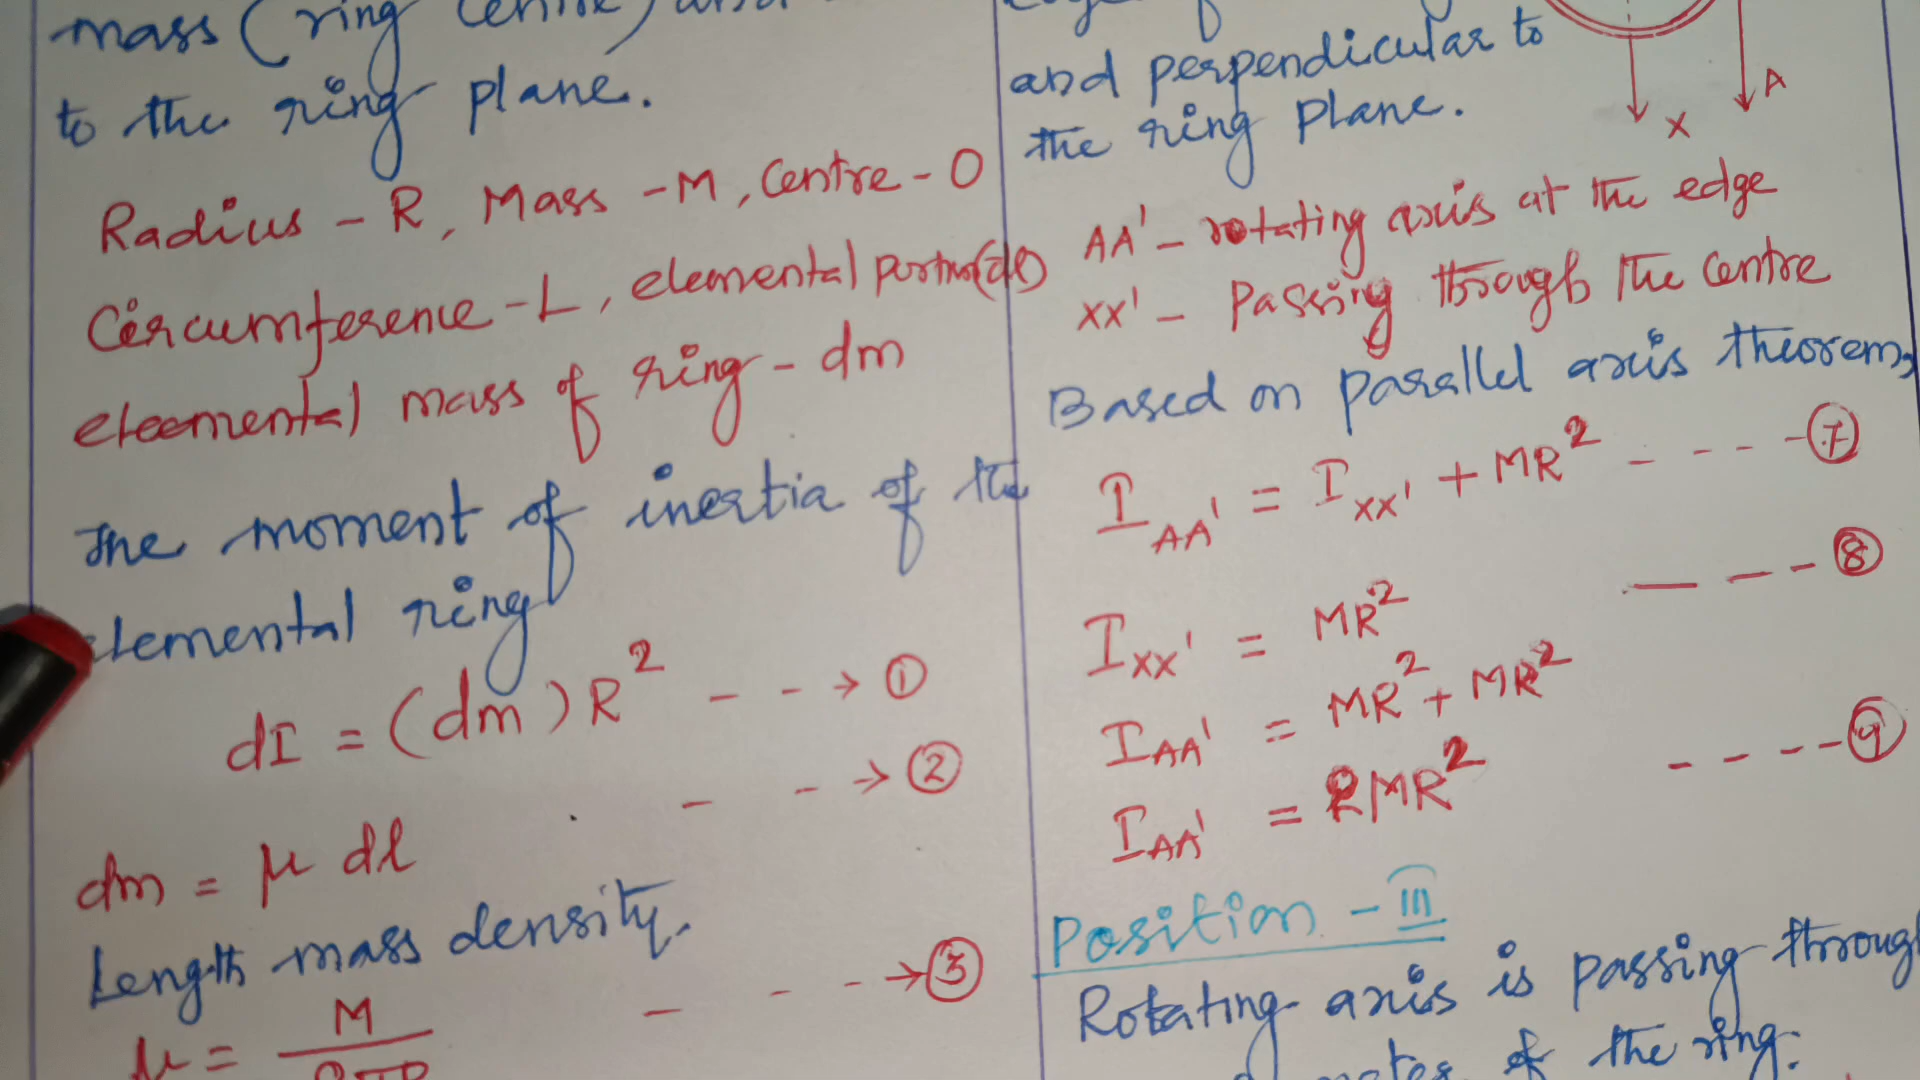 mass (ring centre) and
to the ring plane.
Radius - R, Mass - M, Centre - O
Circumference - L, elemental portion(dl)
eleemental mass of ring - dm
The moment of inertia of the
elemental ring
dI = (dm)R² - - → ①
dm = μ dl - - → ②
Length mass density.
μ = M/2πR - - - → ③
and perpendicular to
the ring plane.
X A
AA' - rotating axis at the edge
XX' - Passing through the centre
Based on parallel axis theorem,
I_AA' = I_XX' + MR² - - - - ⑦
I_XX' = MR² - - - ⑧
I_AA' = MR² + MR²
I_AA' = 2MR² - - - - ⑨
Position - III
Rotating axis is passing through
of the ring.